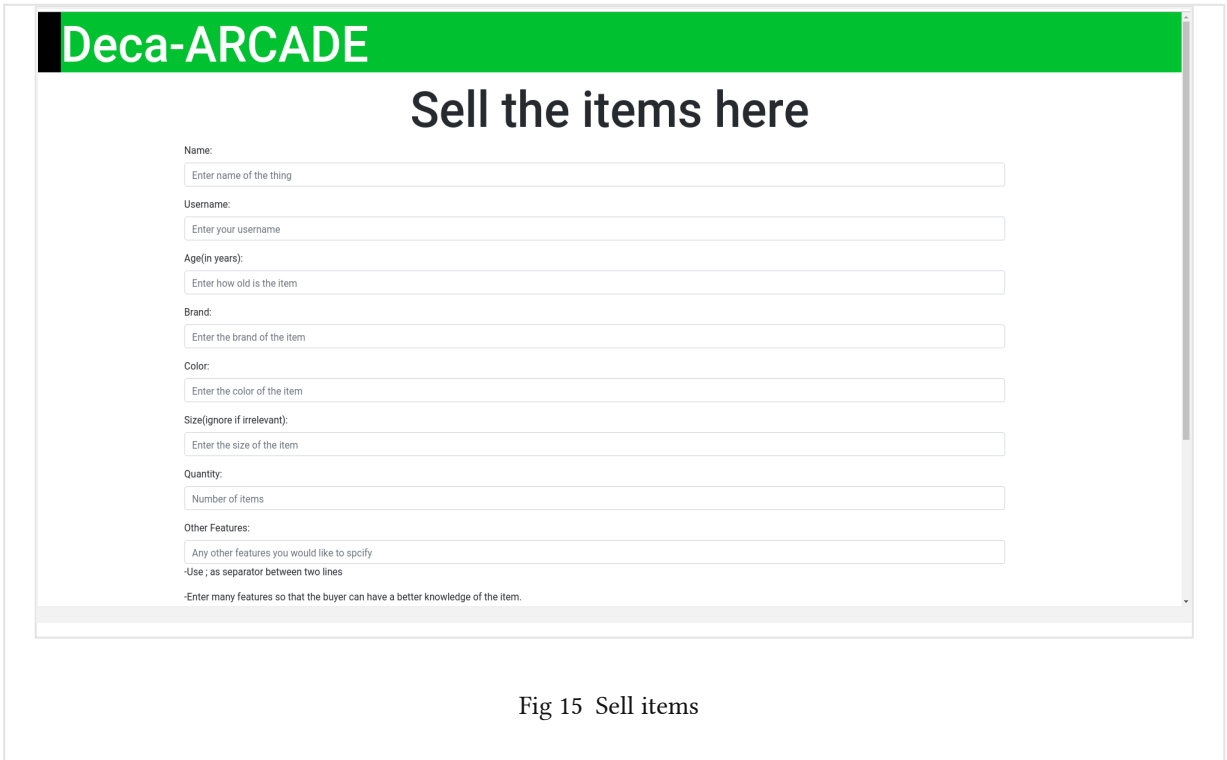 Deca-ARCADE
Sell the items here
Name:
Enter name of the thing
Username:
Enter your username
Age(in years):
Enter how old is the item
Brand:
Enter the brand of the item
Color:
Enter the color of the item
Size(ignore if irrelevant):
Enter the size of the item
Quantity:
Number of items
Other Features:
Any other features you would like to spcify
-Use ; as separator between two lines
-Enter many features so that the buyer can have a better knowledge of the item.
Fig 15 Sell items